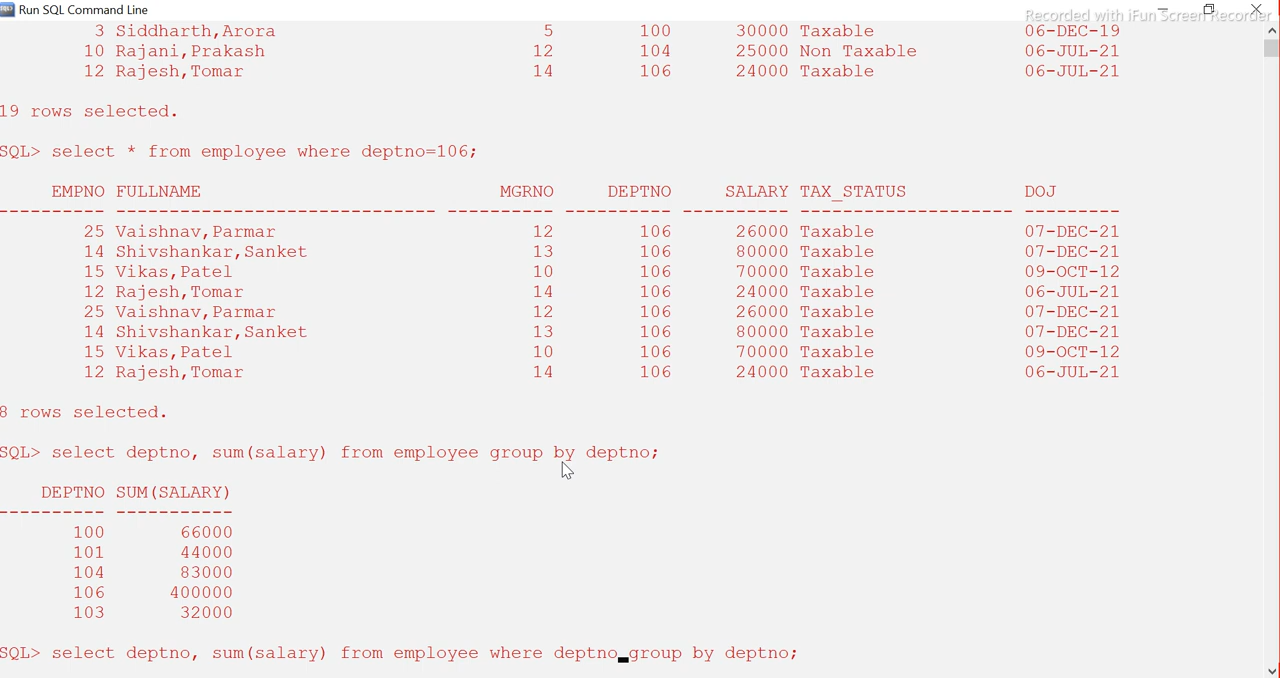 Run SQL Command Line
Recorded with iFun Screen Recorder
3 Siddharth,Arora 5 100 30000 Taxable 06-DEC-19
10 Rajani,Prakash 12 104 25000 Non Taxable 06-JUL-21
12 Rajesh,Tomar 14 106 24000 Taxable 06-JUL-21
19 rows selected.
SQL> select * from employee where deptno=106;
EMPNO FULLNAME MGRNO DEPTNO SALARY TAX_STATUS DOJ
---------- ------------------------------ ---------- ---------- ---------- -------------------- ---------
25 Vaishnav,Parmar 12 106 26000 Taxable 07-DEC-21
14 Shivshankar,Sanket 13 106 80000 Taxable 07-DEC-21
15 Vikas,Patel 10 106 70000 Taxable 09-OCT-12
12 Rajesh,Tomar 14 106 24000 Taxable 06-JUL-21
25 Vaishnav,Parmar 12 106 26000 Taxable 07-DEC-21
14 Shivshankar,Sanket 13 106 80000 Taxable 07-DEC-21
15 Vikas,Patel 10 106 70000 Taxable 09-OCT-12
12 Rajesh,Tomar 14 106 24000 Taxable 06-JUL-21
8 rows selected.
SQL> select deptno, sum(salary) from employee group by deptno;
DEPTNO SUM(SALARY)
---------- -----------
100 66000
101 44000
104 83000
106 400000
103 32000
SQL> select deptno, sum(salary) from employee where deptno group by deptno;